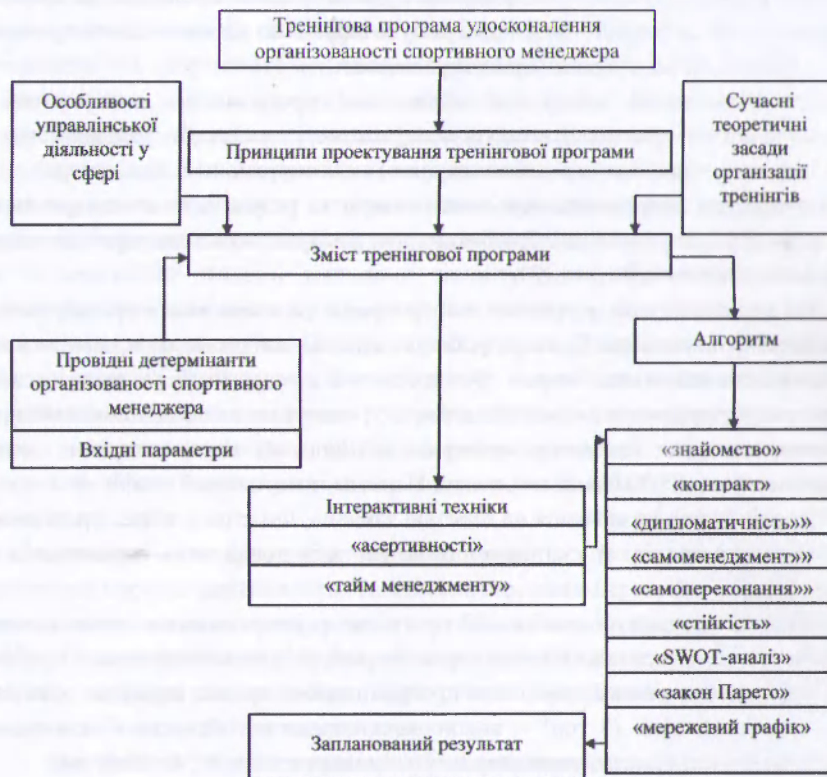 Тренінгова програма удосконалення
організованості спортивного менеджера
Особливості
управлінської
діяльності у
сфері
Принципи проектування тренінгової програми
Сучасні
теоретичні
засади
організації
тренінгів
Зміст тренінгової програми
Алгоритм
Провідні детермінанти
організованості спортивного
менеджера
Вхідні параметри
Інтерактивні техніки
«асертивності»
«тайм менеджменту»
«знайомство»
«контракт»
«дипломатичність»»
«самоменеджмент»»
«самопереконання»»
«стійкість»
«SWOT-аналіз»
«закон Парето»
«мережевий графік»
Запланований результат